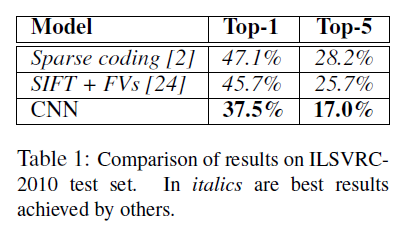 Model Top-1 Top-5
Sparse coding [2] 47.1% 28.2%
SIFT + FVs [24] 45.7% 25.7%
CNN 37.5% 17.0%
Table 1: Comparison of results on ILSVRC-
2010 test set. In italics are best results
achieved by others.